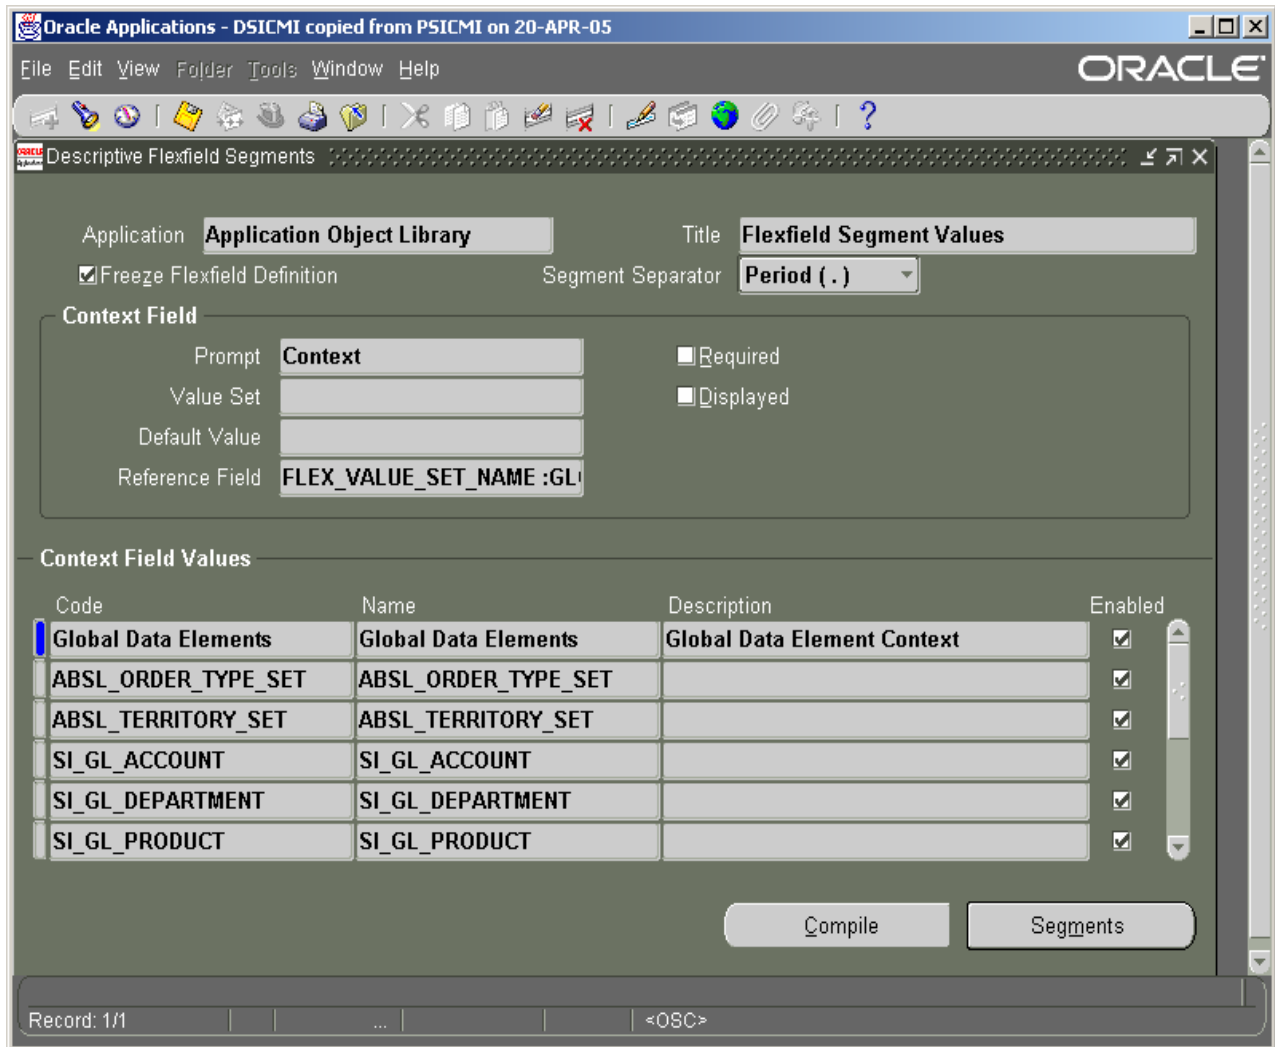 Oracle Applications - DSICMI copied from PSICMI on 20-APR-05
File Edit View Folder Tools Window Help
ORACLE
Descriptive Flexfield Segments
Application Application Object Library Title Flexfield Segment Values
Freeze Flexfield Definition Segment Separator Period ( . )
Context Field
Prompt Context Required
Value Set Displayed
Default Value
Reference Field FLEX_VALUE_SET_NAME
Context Field Values
Code Name Description Enabled
Global Data Elements Global Data Elements Global Data Element Context
ABSL_ORDER_TYPE_SET ABSL_ORDER_TYPE_SET
ABSL_TERRITORY_SET ABSL_TERRITORY_SET
SI_GL_ACCOUNT SI_GL_ACCOUNT
SI_GL_DEPARTMENT SI_GL_DEPARTMENT
SI_GL_PRODUCT SI_GL_PRODUCT
Compile Segments
Record: 1/1 ... <OSC>